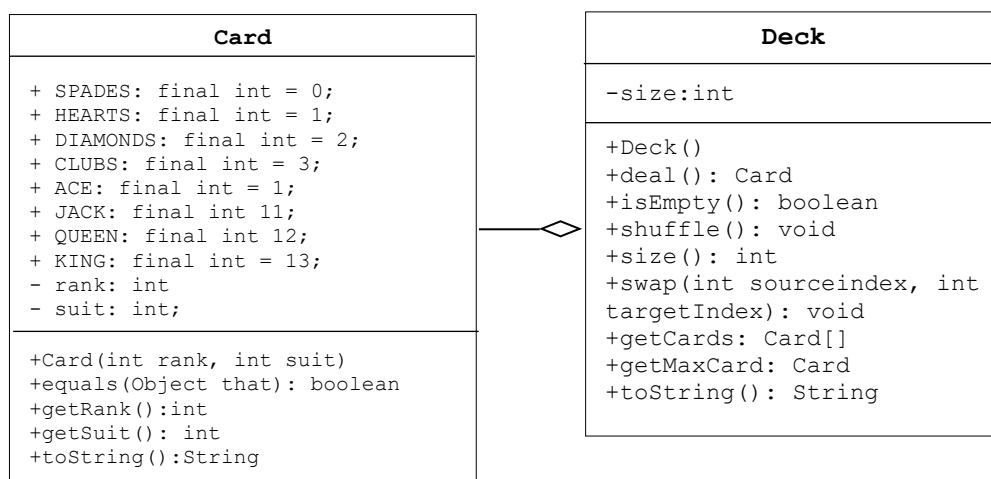 Card
+ SPADES: final int = 0;
+ HEARTS: final int = 1;
+ DIAMONDS: final int = 2;
+ CLUBS: final int = 3;
+ ACE: final int = 1;
+ JACK: final int 11;
+ QUEEN: final int 12;
+ KING: final int = 13;
- rank: int
- suit: int;
+Card(int rank, int suit)
+equals(Object that): boolean
+getRank():int
+getSuit(): int
+toString():String
Deck
-size:int
+Deck()
+deal(): Card
+isEmpty(): boolean
+shuffle(): void
+size(): int
+swap(int sourceindex, int
targetIndex): void
+getCards: Card[]
+getMaxCard: Card
+toString(): String